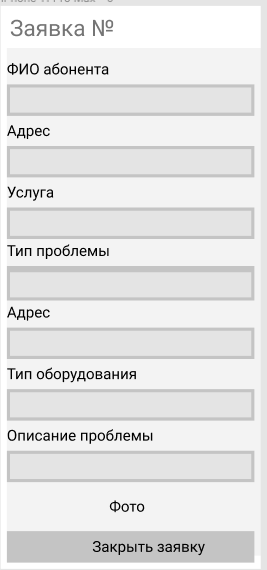 Заявка №
ФИО абонента
Адрес
Услуга
Тип проблемы
Адрес
Тип оборудования
Описание проблемы
Фото
Закрыть заявку